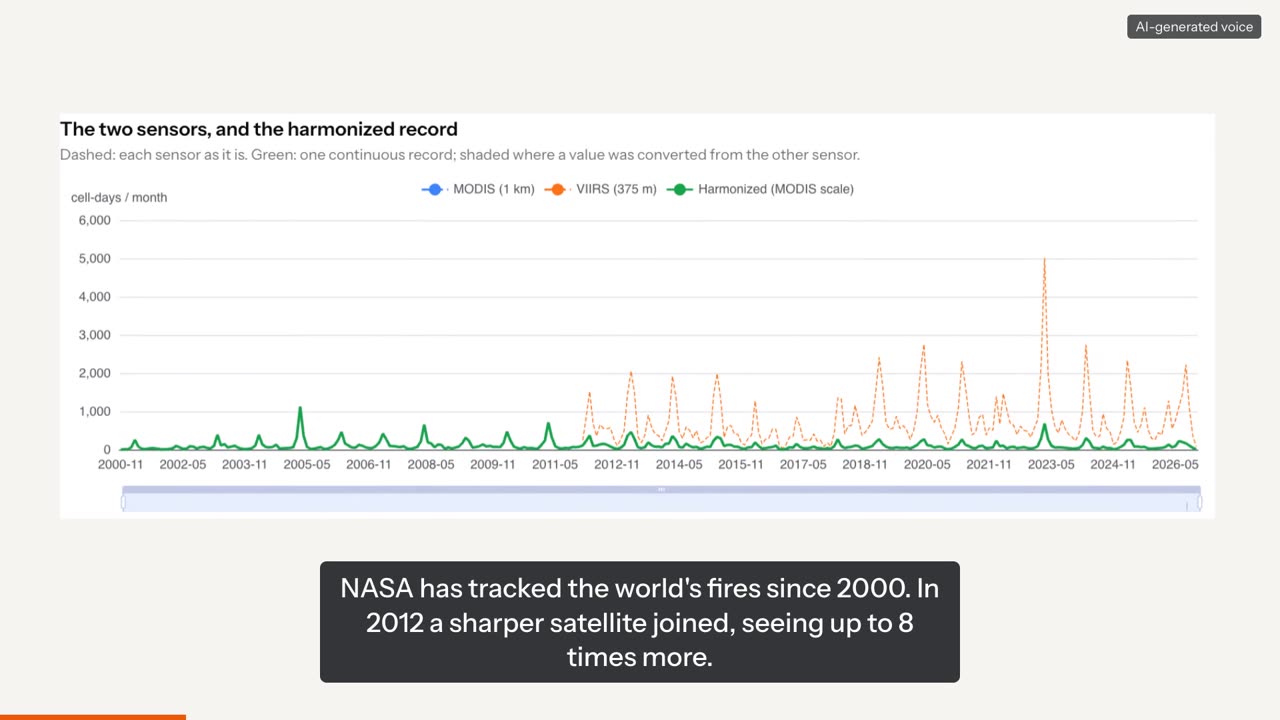 AI-generated voice
The two sensors, and the harmonized record
Dashed: each sensor as it is. Green: one continuous record; shaded where a value was converted from the other sensor.
MODIS (1 km) VIIRS (375 m) Harmonized (MODIS scale)
cell-days / month
6,000
5,000
4,000
3,000
2,000
1,000
0
2000-11 2002-05 2003-11 2005-05 2006-11 2008-05 2009-11 2011-05 2012-11 2014-05 2015-11 2017-05 2018-11 2020-05 2021-11 2023-05 2024-11 2026-05
NASA has tracked the world's fires since 2000. In
2012 a sharper satellite joined, seeing up to 8
times more.